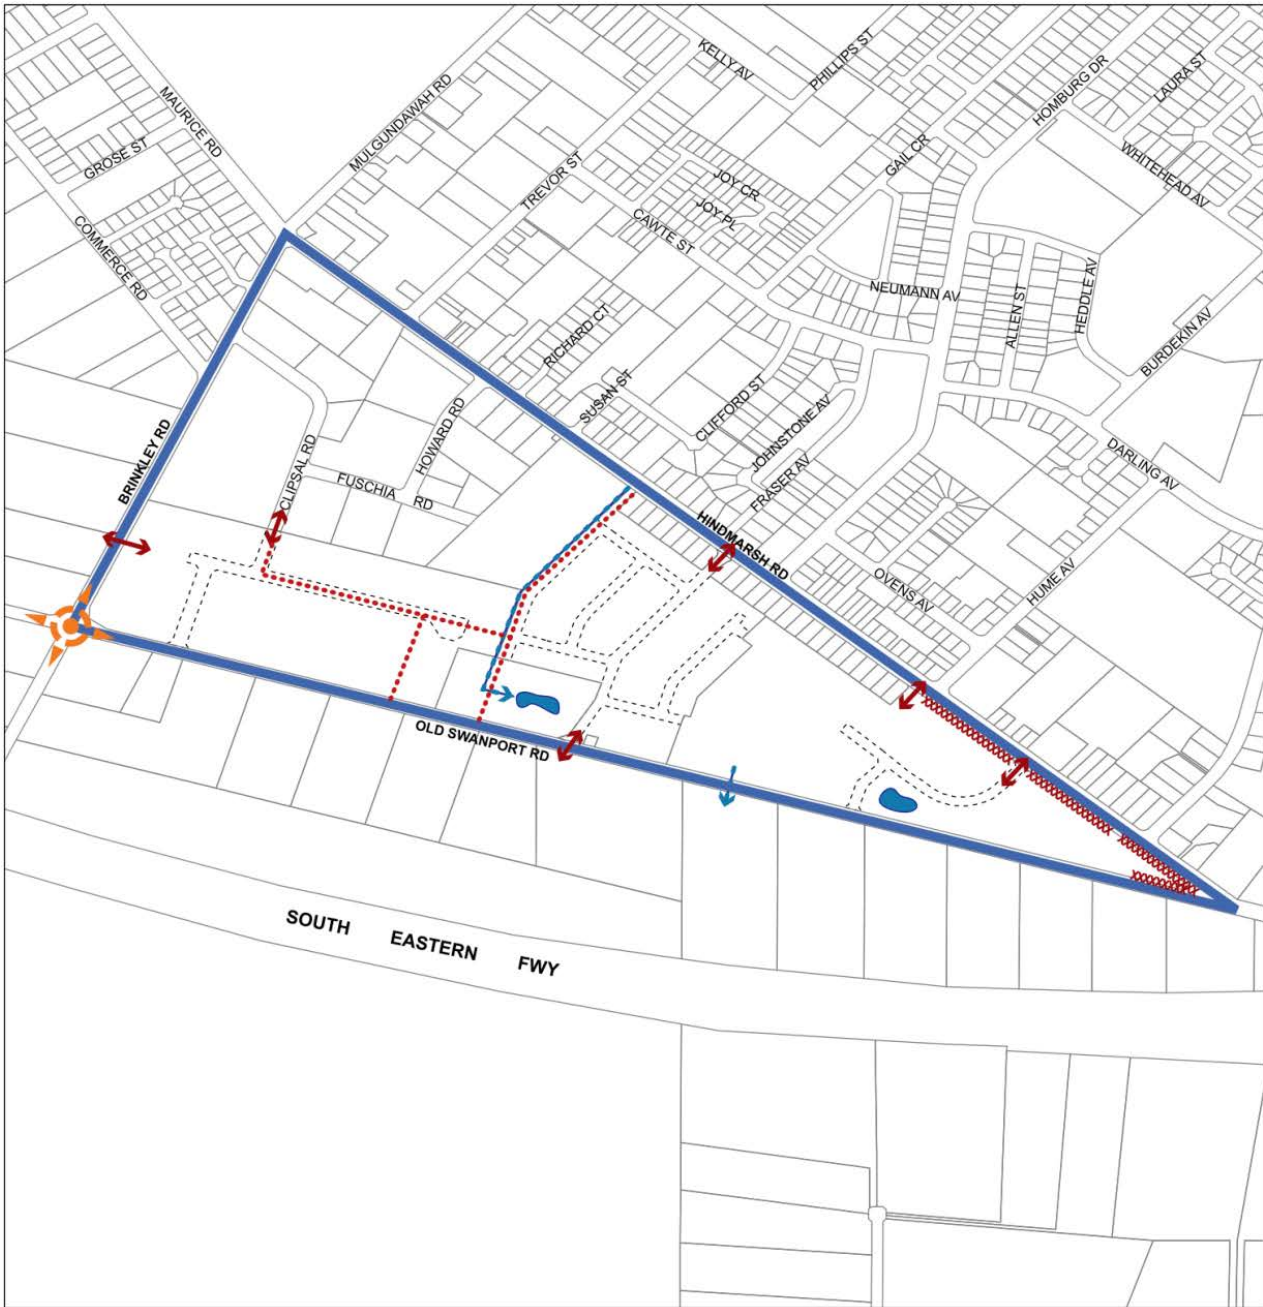 KELLY AV
PHILLIPS ST
HOMBURG DR
LAURA ST
MAURICE RD
MULGUNDAWAH RD
GROSE ST
TREVOR ST
JOY CR
GAIL CR
WHITEHEAD AV
JOY PL
CAWTE ST
COMMERCE RD
NEUMANN AV
ALLEN ST
HEDDLE AV
RICHARD CT
BURDEKIN AV
SUSAN ST
CLIFFORD ST
JOHNSTONE AV
BRINKLEY RD
CLIPSAL RD
HOWARD RD
FUSCHIA RD
FRASER AV
DARLING AV
HINDMARSH RD
OVENS AV
HUME AV
OLD SWANPORT RD
SOUTH EASTERN FWY